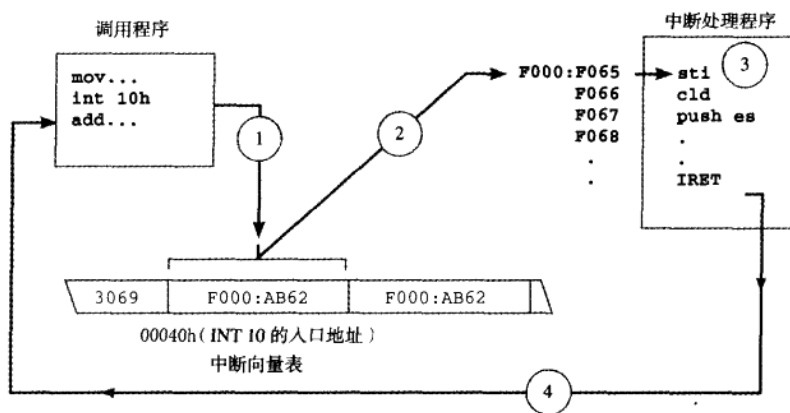 调用程序
mov...
int 10h
add...
1
2
中断处理程序
3
F000:F065
F066
F067
F068
.
.
sti
cld
push es
.
.
IRET
3069
F000:AB62
F000:AB62
00040h(INT 10 的入口地址)
中断向量表
4